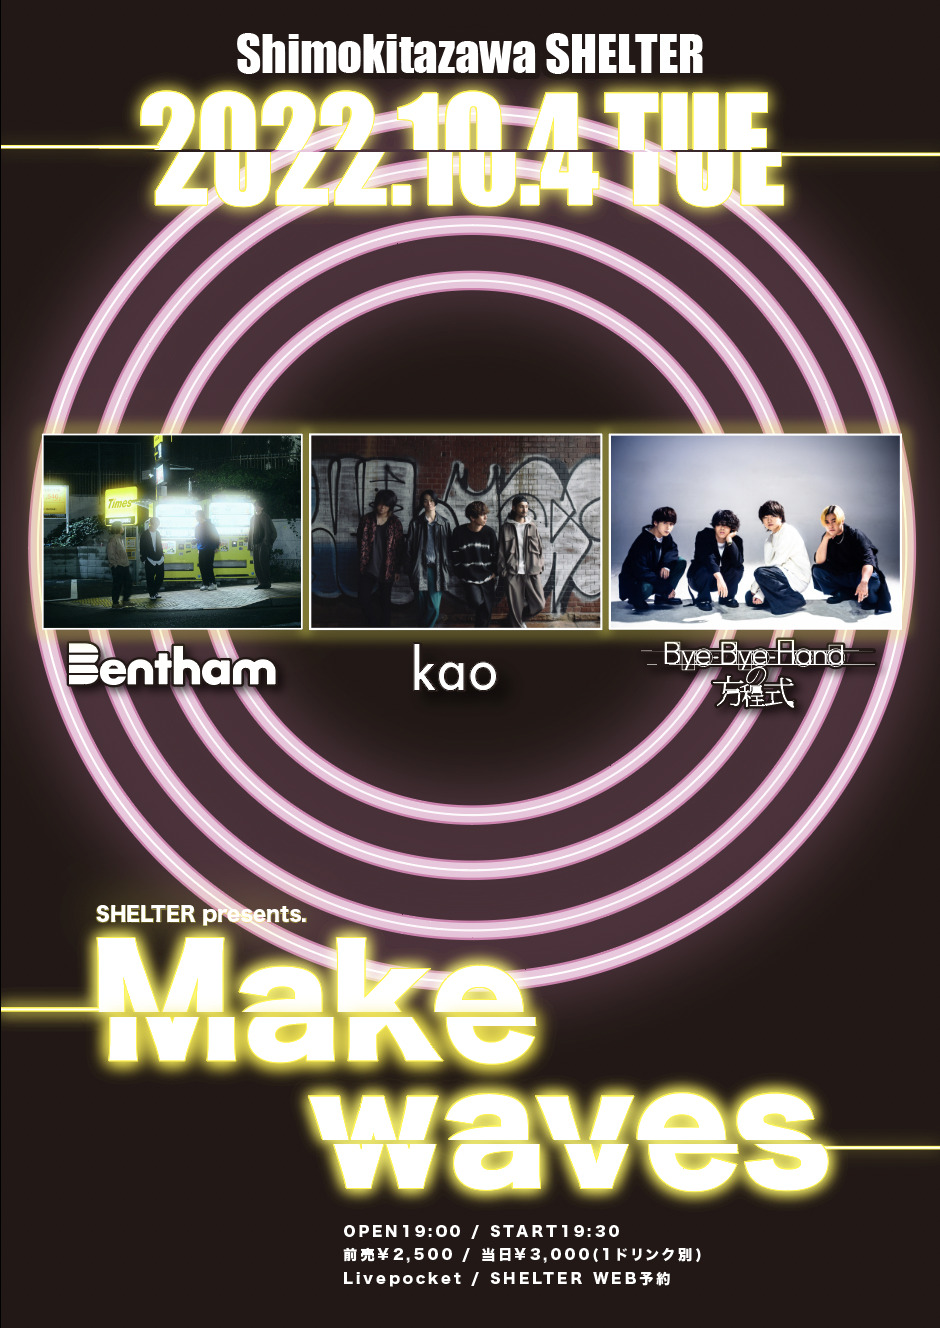 Shimokitazawa SHELTER
2022.10.4 TUE
Times
Bentham
kao
Bye-Bye-Handの方程式
SHELTER presents.
Make
waves
OPEN19:00 / START19:30
前売¥2,500 / 当日¥3,000(1ドリンク別)
Livepocket / SHELTER WEB予約